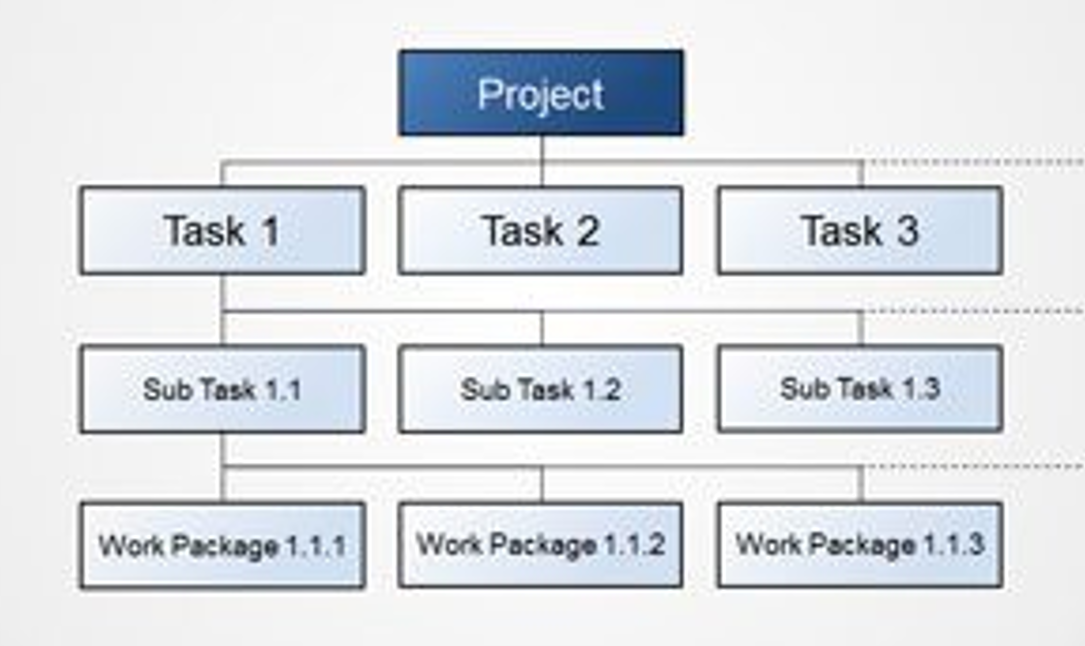 Project
Task 1
Task 2
Task 3
Sub Task 1.1
Sub Task 1.2
Sub Task 1.3
Work Package 1.1.1
Work Package 1.1.2
Work Package 1.1.3